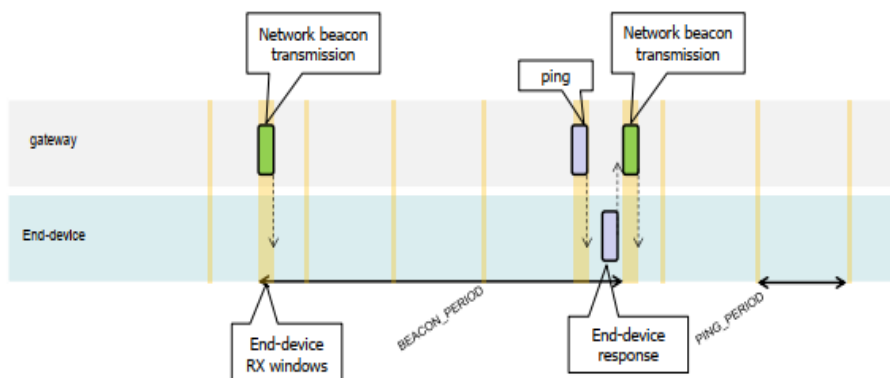 Network beacon
transmission
ping
Network beacon
transmission
gateway
End-device
BEACON_PERIOD
PING_PERIOD
End-device
RX windows
End-device
response